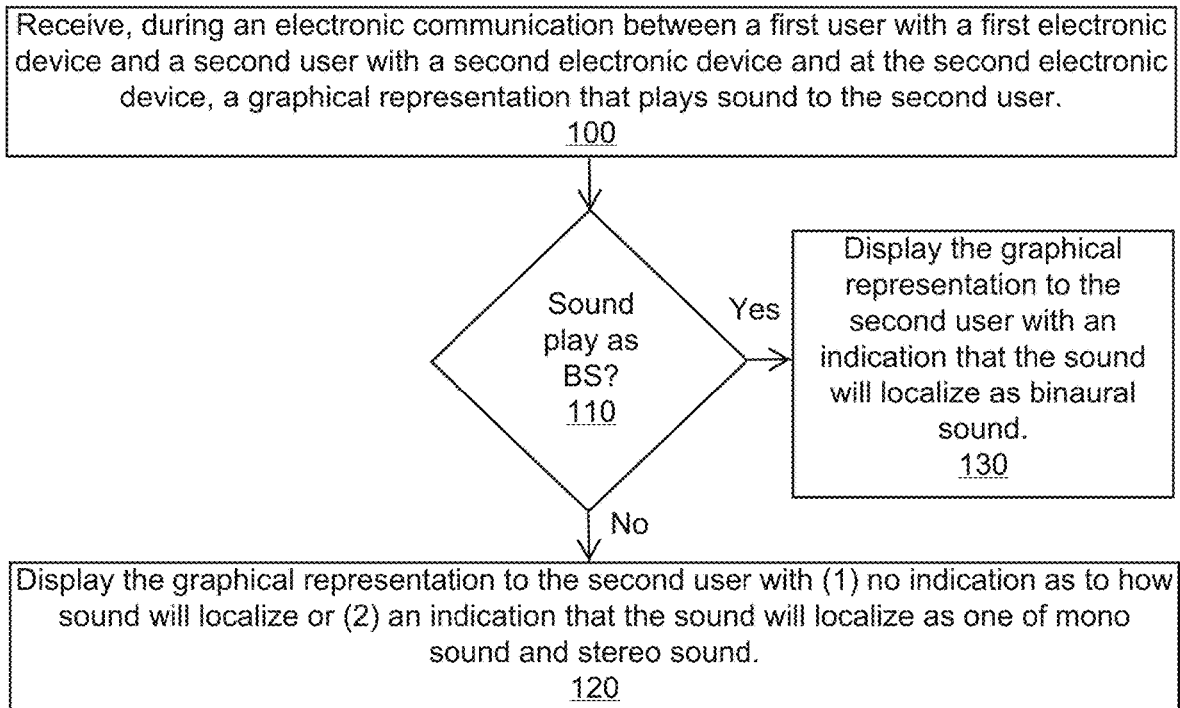 Receive, during an electronic communication between a first user with a first electronic
device and a second user with a second electronic device and at the second electronic
device, a graphical representation that plays sound to the second user.
100
Sound
play as
BS?
110
Yes
Display the graphical
representation to the
second user with an
indication that the sound
will localize as binaural
sound.
130
No
Display the graphical representation to the second user with (1) no indication as to how
sound will localize or (2) an indication that the sound will localize as one of mono
sound and stereo sound.
120